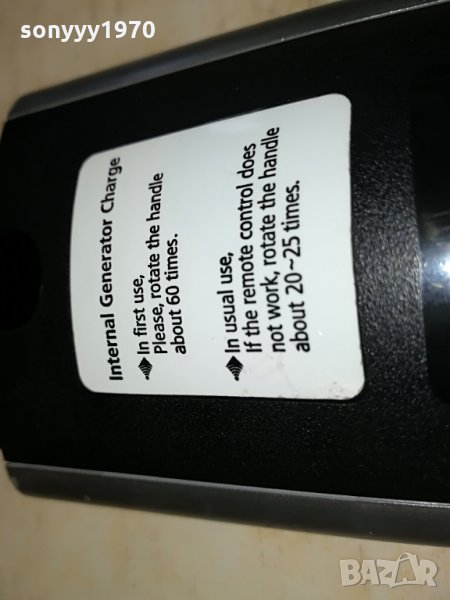 sonyyy1970
Internal Generator Charge
In first use,
Please, rotate the handle
about 60 times.
In usual use,
If the remote control does
not work, rotate the handle
about 20~25 times.
BAZAR